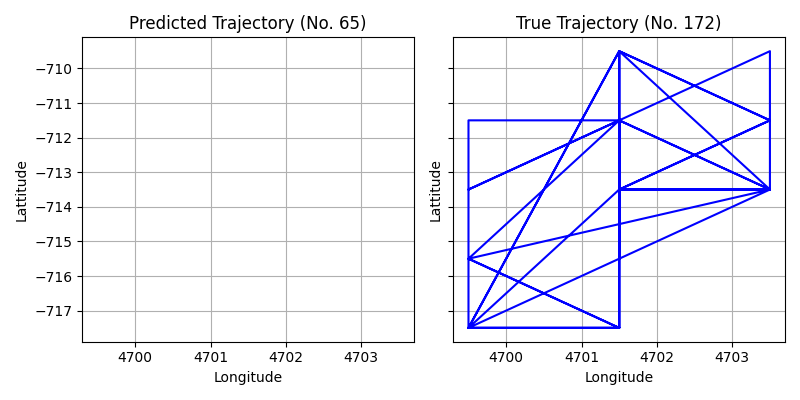 Predicted Trajectory (No. 65)
True Trajectory (No. 172)
Lattitude
−710
−711
−712
−713
−714
−715
−716
−717
4700 4701 4702 4703
Longitude
Lattitude
4700 4701 4702 4703
Longitude